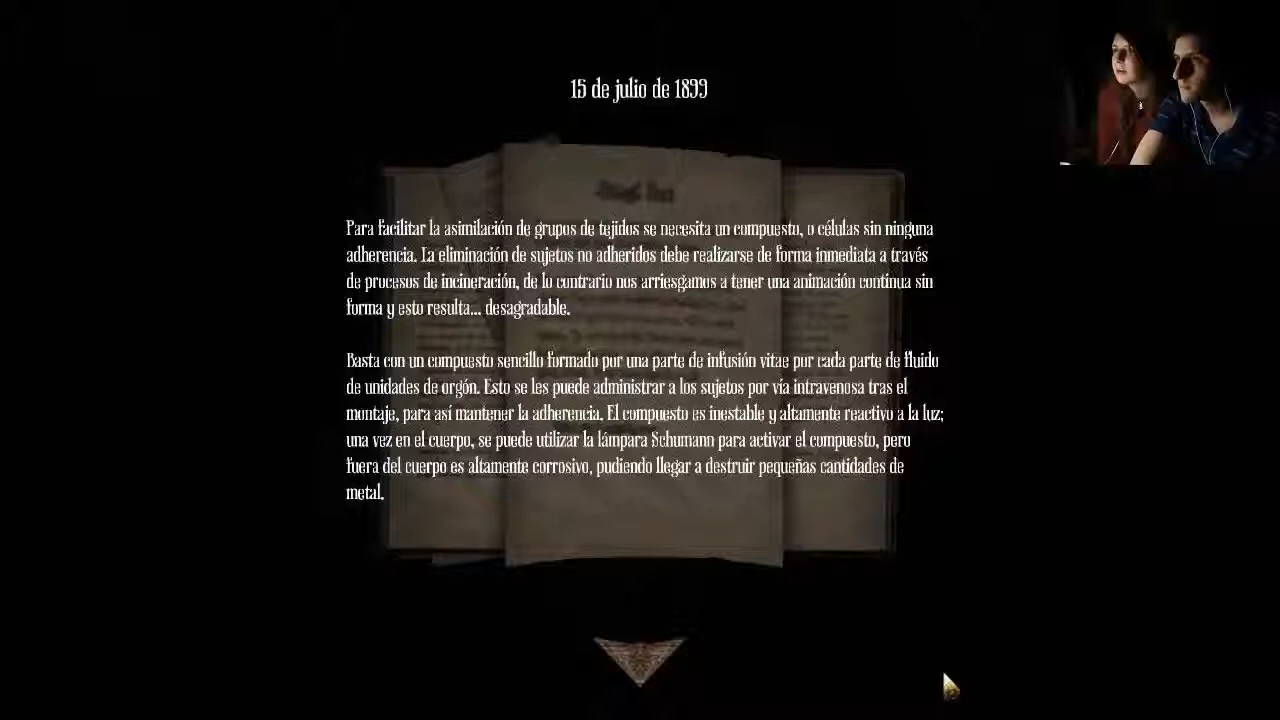 15 de julio de 1899
Para facilitar la asimilación de grupos de tejidos se necesita un compuesto, o células sin ninguna
adherencia. La eliminación de sujetos no adheridos debe realizarse de forma inmediata a través
de procesos de incineración, de lo contrario nos arriesgamos a tener una animación contínua sin
forma y esto resulta... desagradable.
Basta con un compuesto sencillo formado por una parte de infusión vitae por cada parte de fluido
de unidades de orgón. Esto se les puede administrar a los sujetos por vía intravenosa tras el
montaje, para así mantener la adherencia. El compuesto es inestable y altamente reactivo a la luz;
una vez en el cuerpo, se puede utilizar la lámpara Schumann para activar el compuesto, pero
fuera del cuerpo es altamente corrosivo, pudiendo llegar a destruir pequeñas cantidades de
metal.